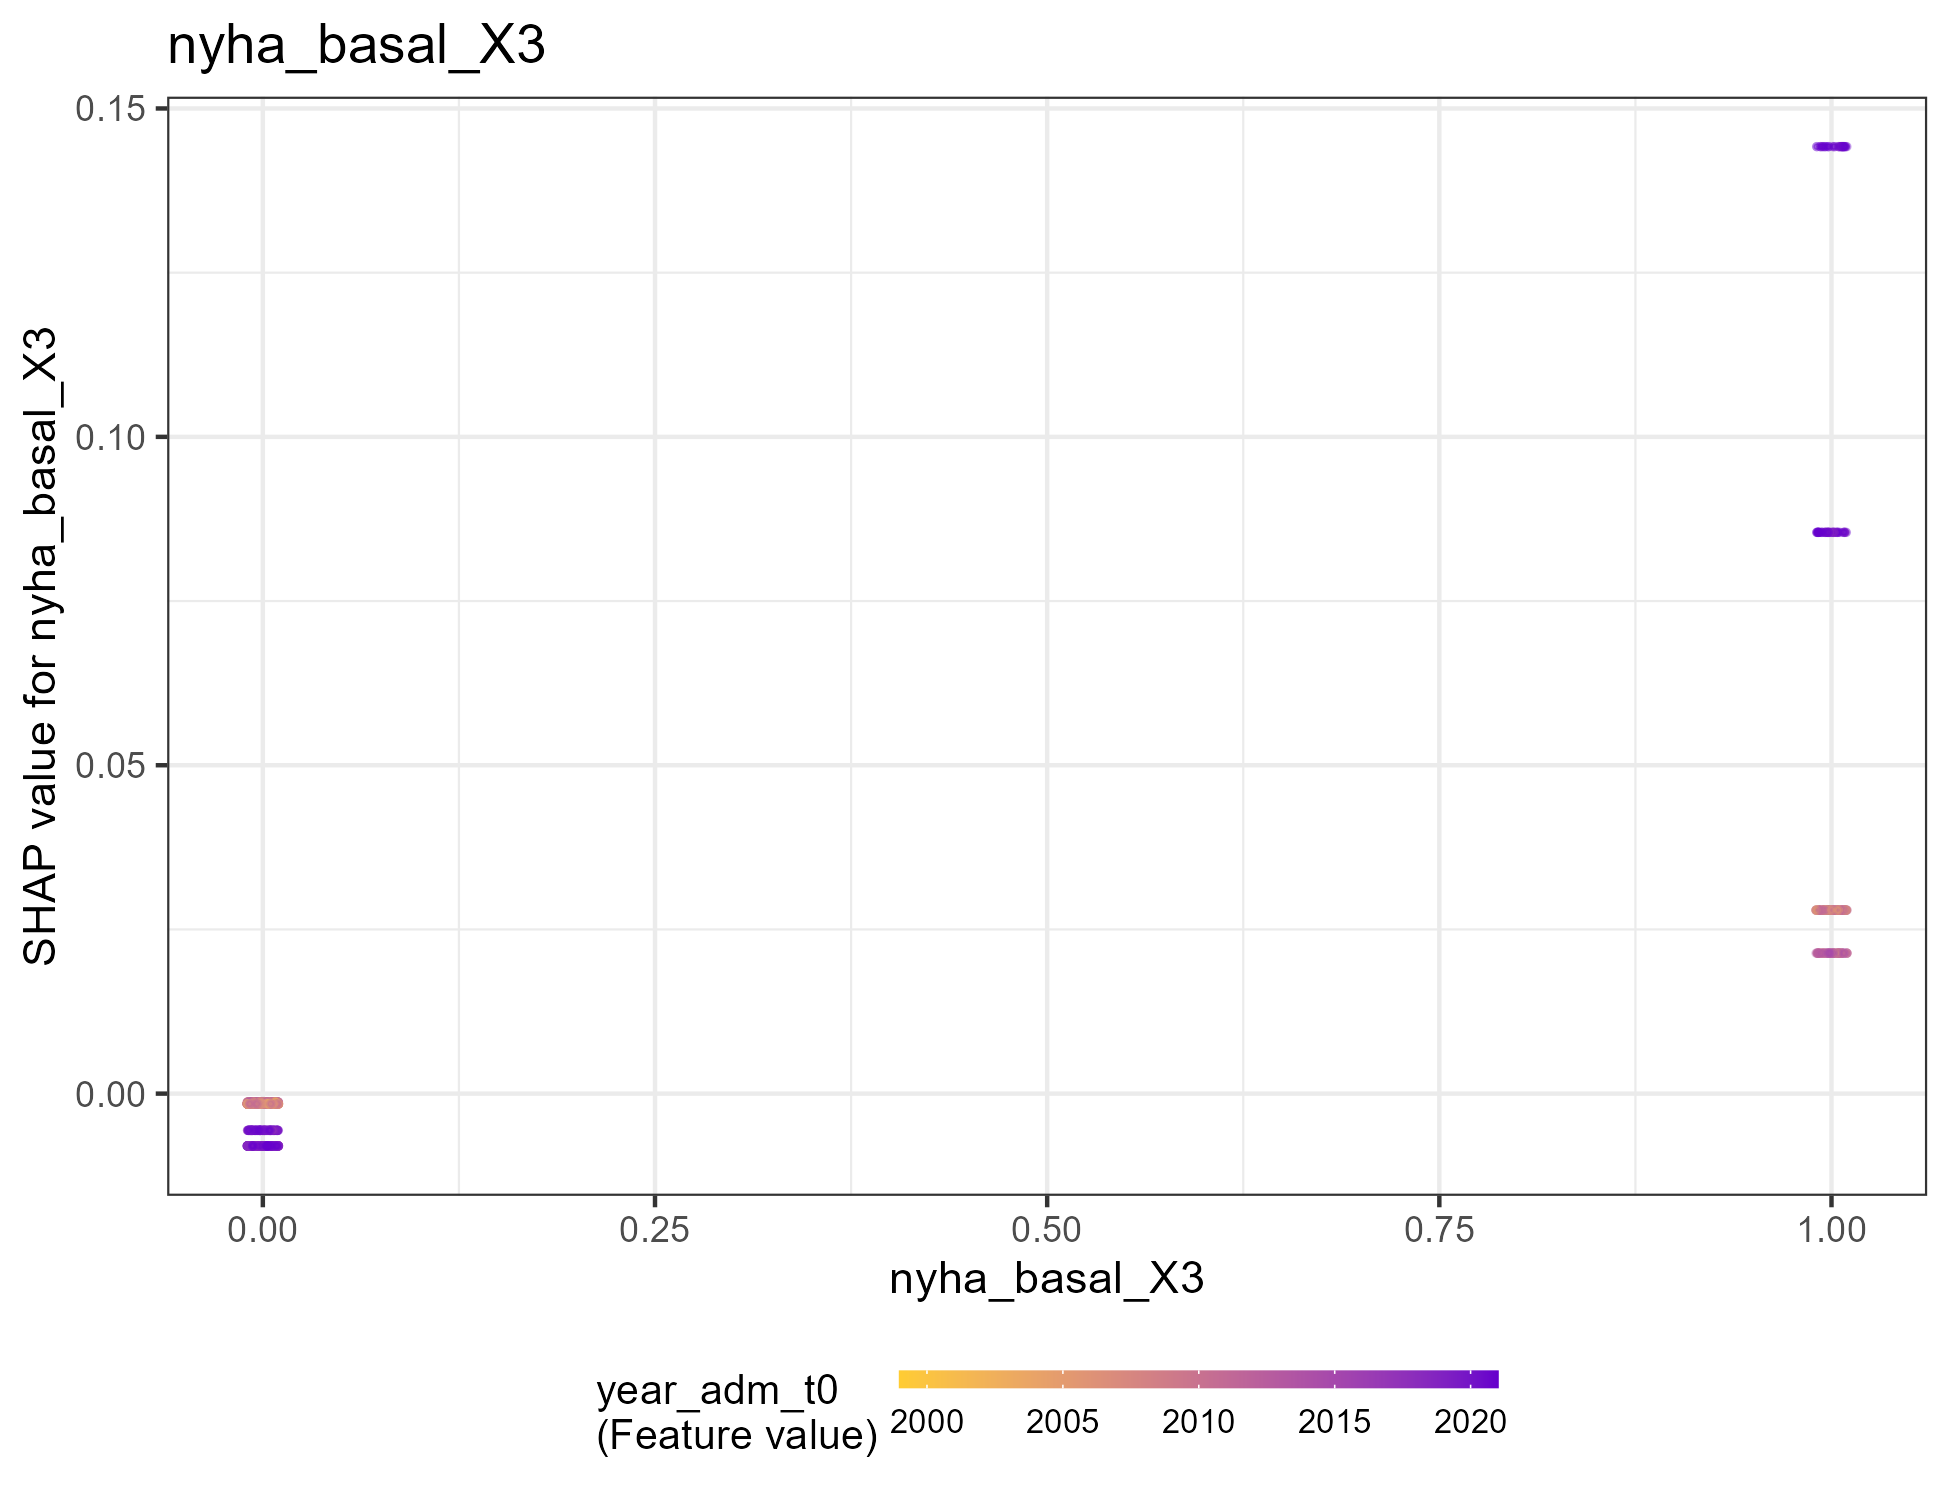 nyha_basal_X3
SHAP value for nyha_basal_X3
0.15
0.10
0.05
0.00
0.00 0.25 0.50 0.75 1.00
nyha_basal_X3
year_adm_t0
(Feature value)
2000 2005 2010 2015 2020